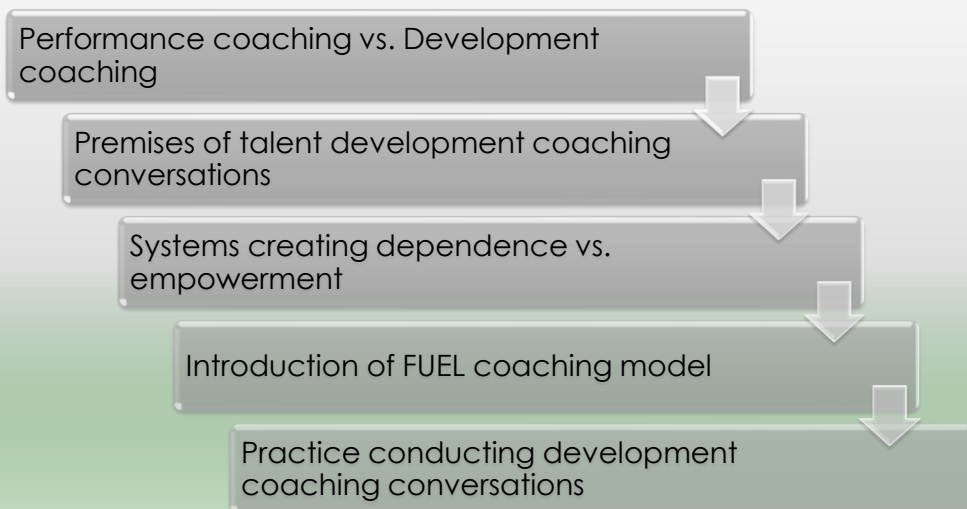 Performance coaching vs. Development
coaching
Premises of talent development coaching
conversations
Systems creating dependence vs.
empowerment
Introduction of FUEL coaching model
Practice conducting development
coaching conversations